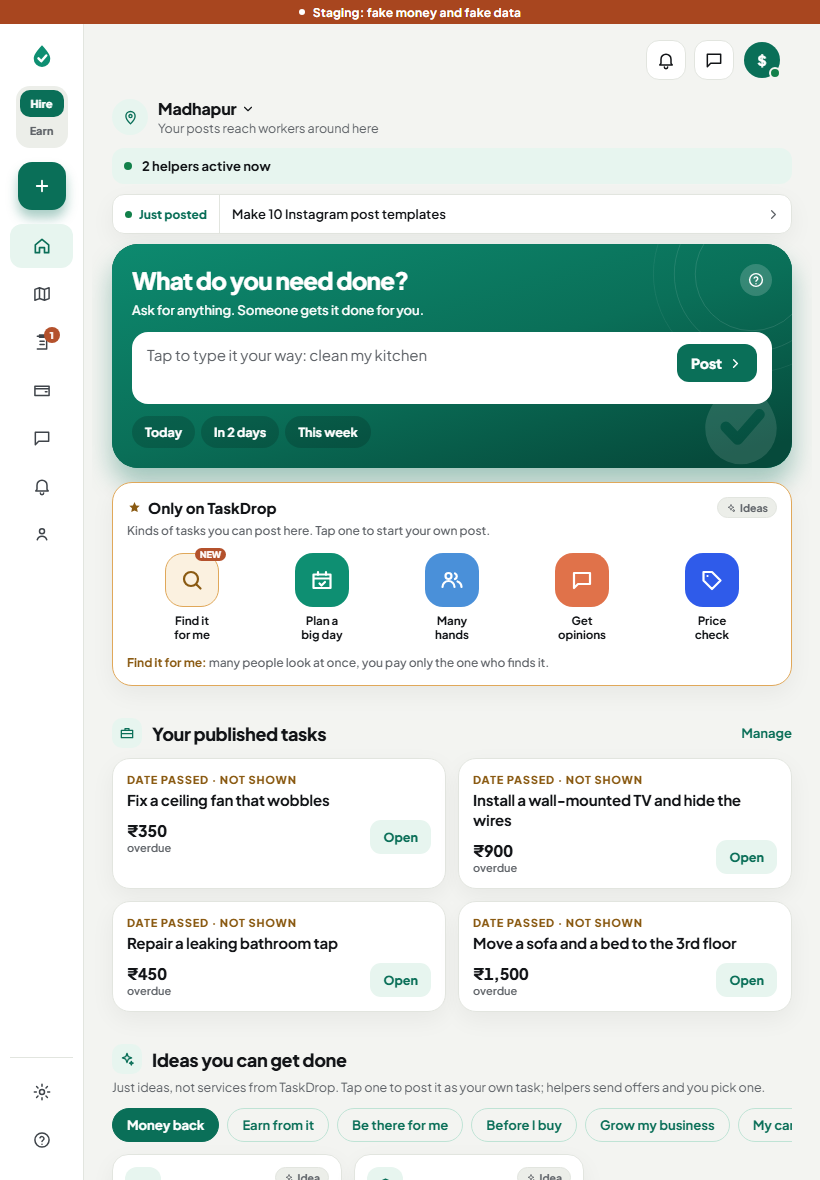 Staging: fake money and fake data
$
Hire
Earn
1
Madhapur
Your posts reach workers around here
2 helpers active now
Just posted
Make 10 Instagram post templates
What do you need done?
Ask for anything. Someone gets it done for you.
Tap to type it your way: clean my kitchen
Post
Today
In 2 days
This week
Only on TaskDrop
Ideas
Kinds of tasks you can post here. Tap one to start your own post.
NEW
Find it
for me
Plan a
big day
Many
hands
Get
opinions
Price
check
Find it for me: many people look at once, you pay only the one who finds it.
Your published tasks
Manage
DATE PASSED · NOT SHOWN
Fix a ceiling fan that wobbles
₹350
overdue
Open
DATE PASSED · NOT SHOWN
Install a wall-mounted TV and hide the
wires
₹900
overdue
Open
DATE PASSED · NOT SHOWN
Repair a leaking bathroom tap
₹450
overdue
Open
DATE PASSED · NOT SHOWN
Move a sofa and a bed to the 3rd floor
₹1,500
overdue
Open
Ideas you can get done
Just ideas, not services from TaskDrop. Tap one to post it as your own task; helpers send offers and you pick one.
Money back
Earn from it
Be there for me
Before I buy
Grow my business
My car
Idea
Idea